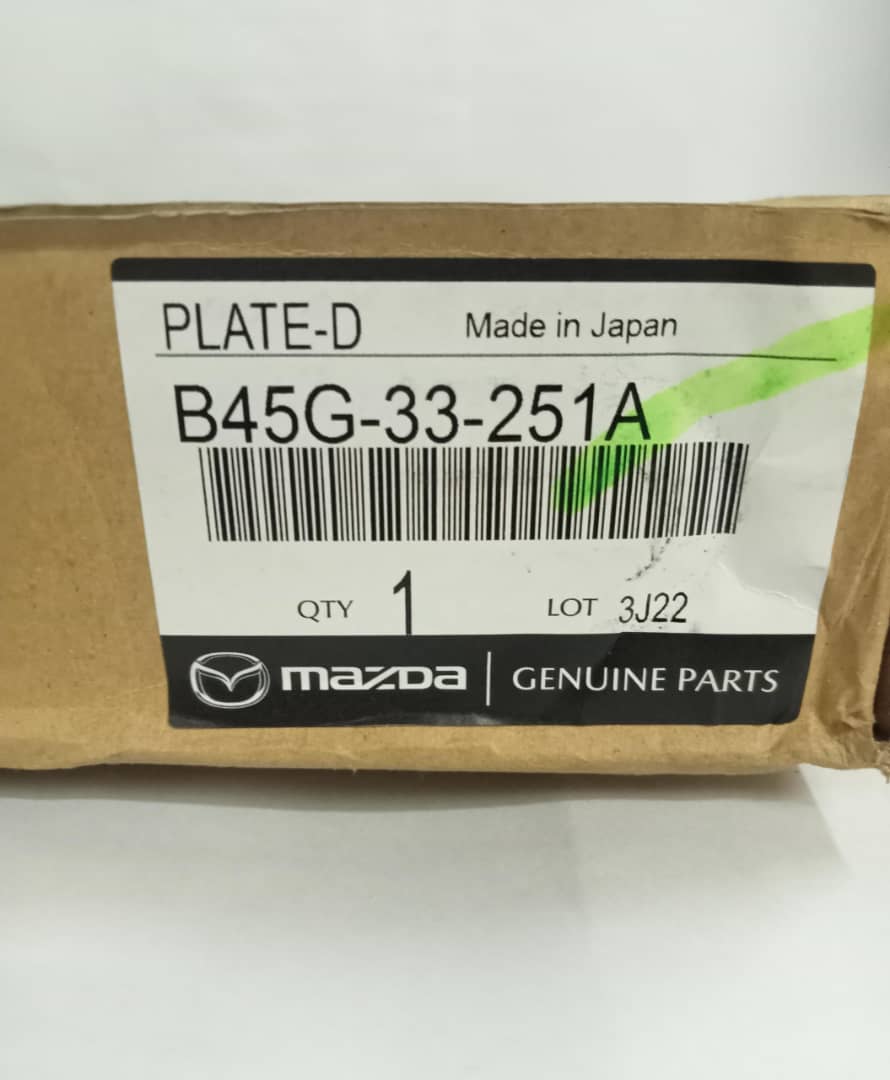 PLATE-D Made in Japan
B45G-33-251A
QTY 1 LOT 3J22
mazda GENUINE PARTS